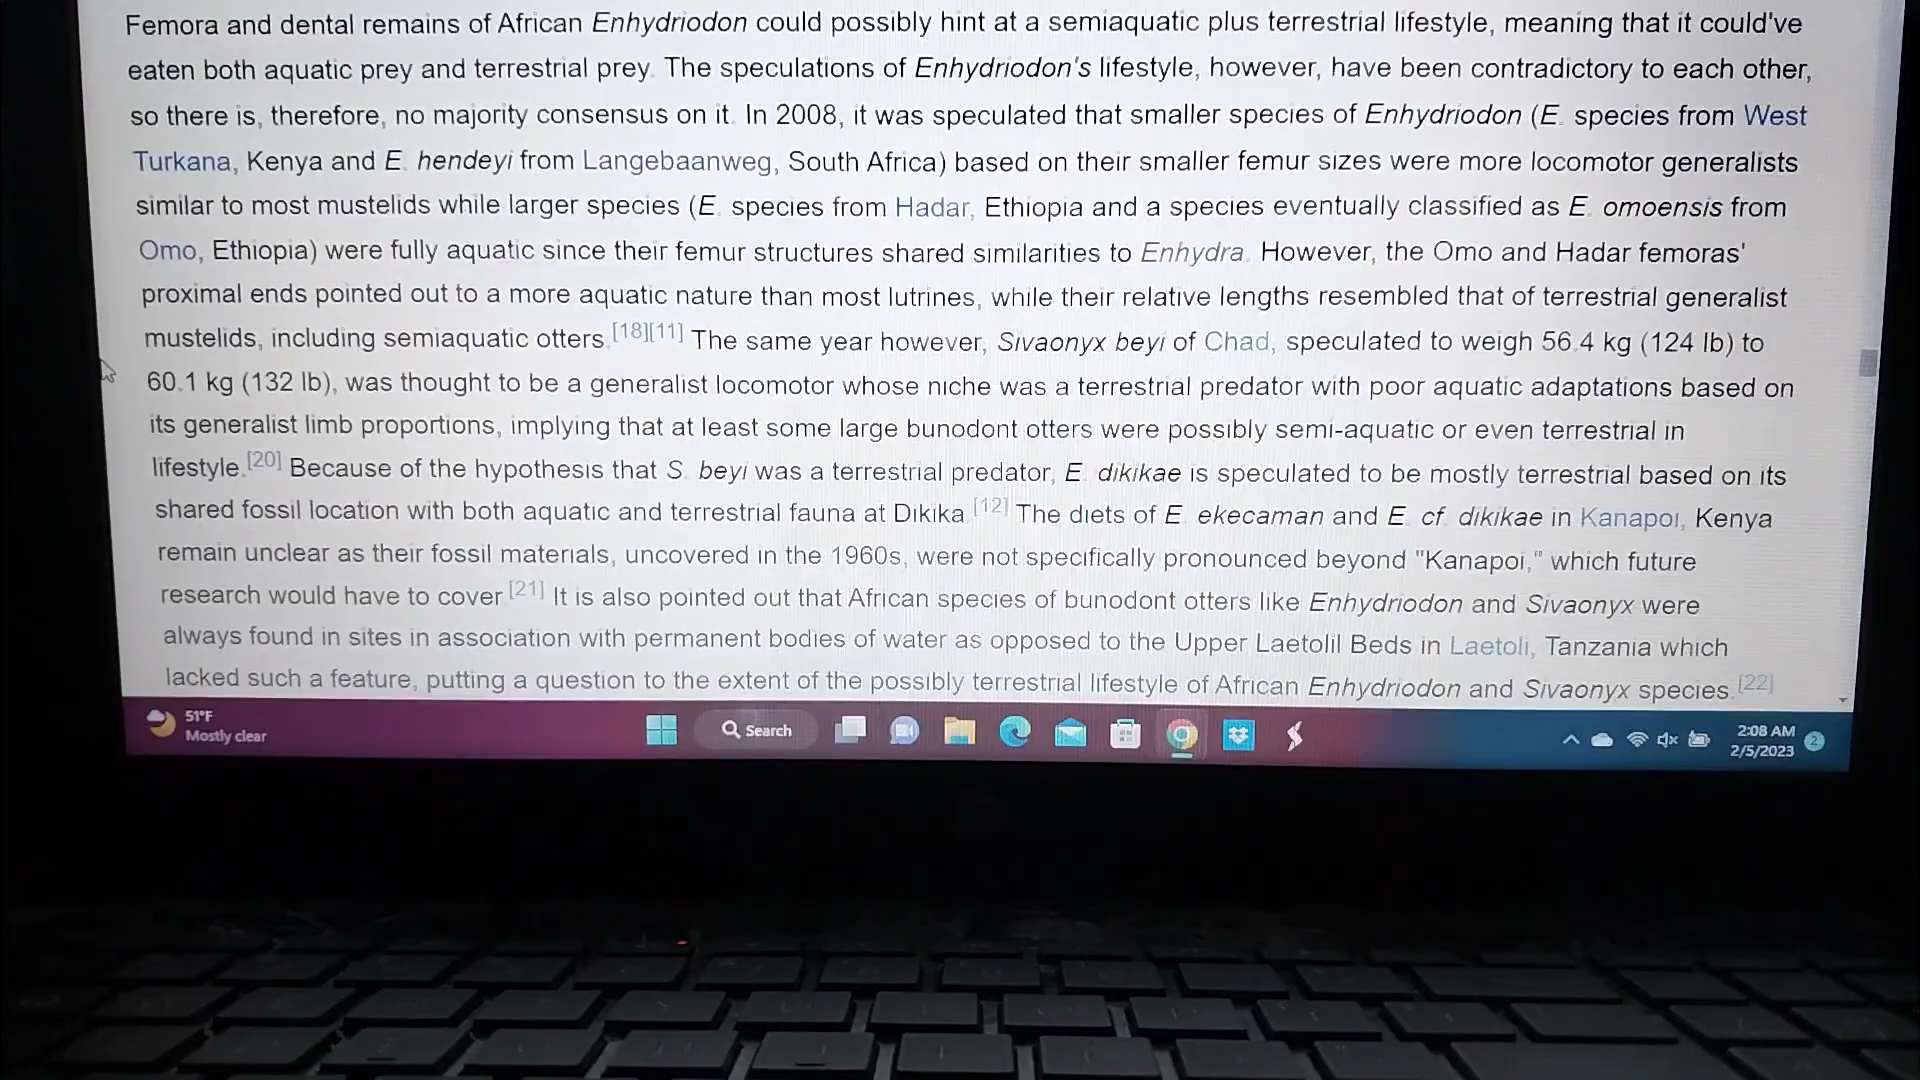 Femora and dental remains of African Enhydriodon could possibly hint at a semiaquatic plus terrestrial lifestyle, meaning that it could've
eaten both aquatic prey and terrestrial prey. The speculations of Enhydriodon's lifestyle, however, have been contradictory to each other,
so there is, therefore, no majority consensus on it. In 2008, it was speculated that smaller species of Enhydriodon (E. species from West
Turkana, Kenya and E. hendeyi from Langebaanweg, South Africa) based on their smaller femur sizes were more locomotor generalists
similar to most mustelids while larger species (E. species from Hadar, Ethiopia and a species eventually classified as E. omoensis from
Omo, Ethiopia) were fully aquatic since their femur structures shared similarities to Enhydra. However, the Omo and Hadar femoras'
proximal ends pointed out to a more aquatic nature than most lutrines, while their relative lengths resembled that of terrestrial generalist
mustelids, including semiaquatic otters.[18][11] The same year however, Sivaonyx beyi of Chad, speculated to weigh 56.4 kg (124 lb) to
60.1 kg (132 lb), was thought to be a generalist locomotor whose niche was a terrestrial predator with poor aquatic adaptations based on
its generalist limb proportions, implying that at least some large bunodont otters were possibly semi-aquatic or even terrestrial in
lifestyle.[20] Because of the hypothesis that S. beyi was a terrestrial predator, E. dikikae is speculated to be mostly terrestrial based on its
shared fossil location with both aquatic and terrestrial fauna at Dikika.[12] The diets of E. ekecaman and E. cf. dikikae in Kanapoi, Kenya
remain unclear as their fossil materials, uncovered in the 1960s, were not specifically pronounced beyond "Kanapoi," which future
research would have to cover.[21] It is also pointed out that African species of bunodont otters like Enhydriodon and Sivaonyx were
always found in sites in association with permanent bodies of water as opposed to the Upper Laetolil Beds in Laetoli, Tanzania which
lacked such a feature, putting a question to the extent of the possibly terrestrial lifestyle of African Enhydriodon and Sivaonyx species.[22]
51°F
Mostly clear
Search
2:08 AM
2/5/2023
2